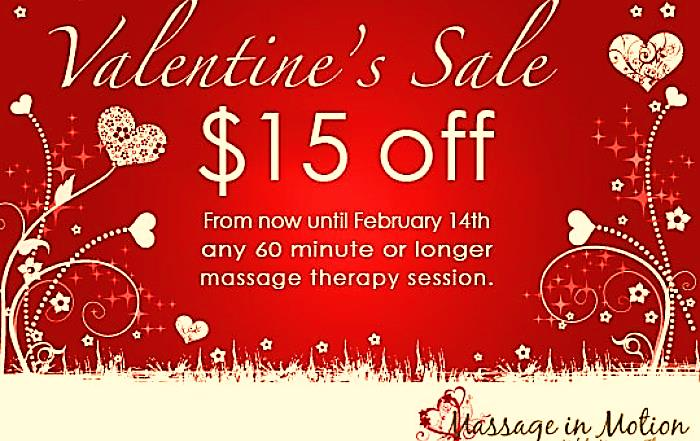 Valentine's Sale
$15 off
From now until February 14th
any 60 minute or longer
massage therapy session.
Massage in Motion